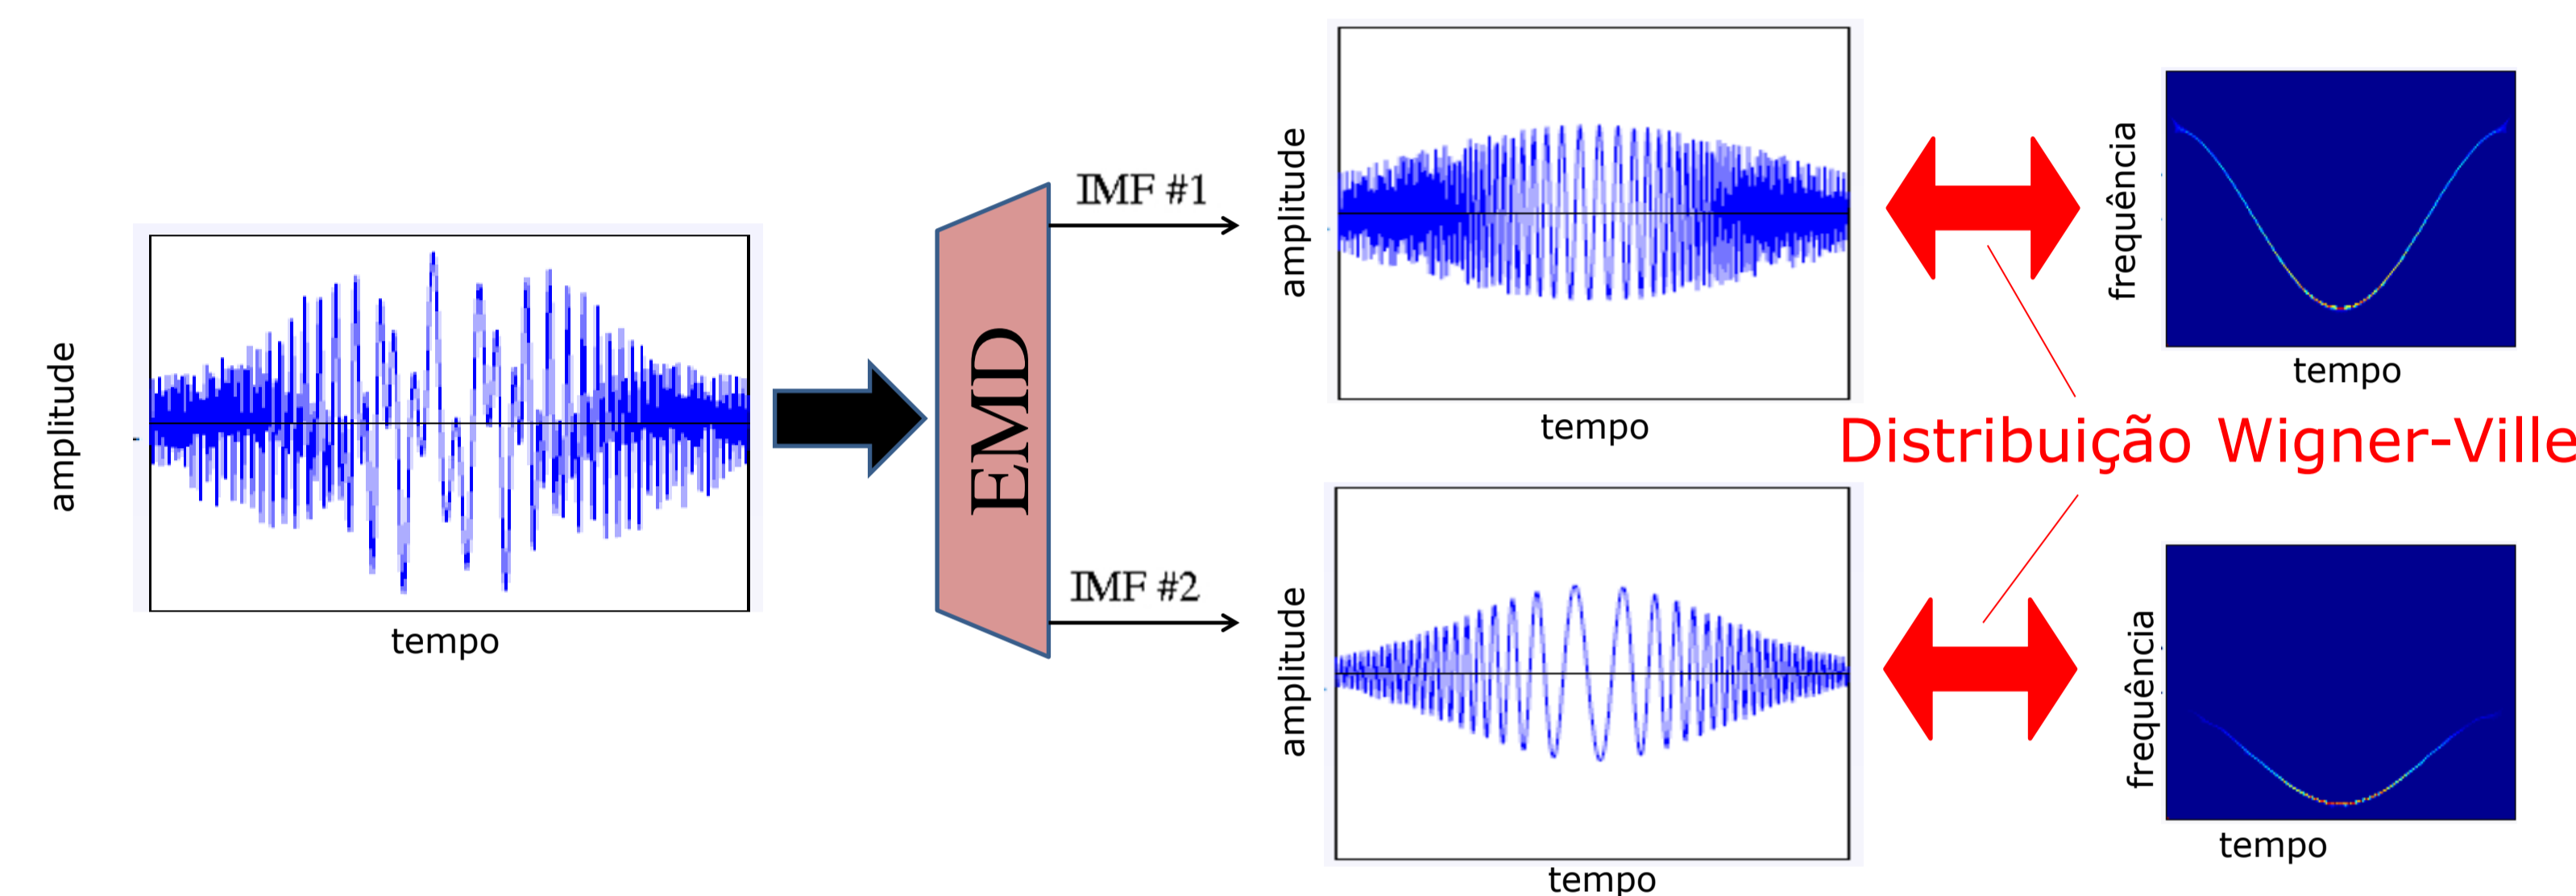 amplitude
tempo
EMD
IMF #1
IMF #2
amplitude
tempo
amplitude
tempo
Distribuição Wigner-Ville
frequência
tempo
frequência
tempo